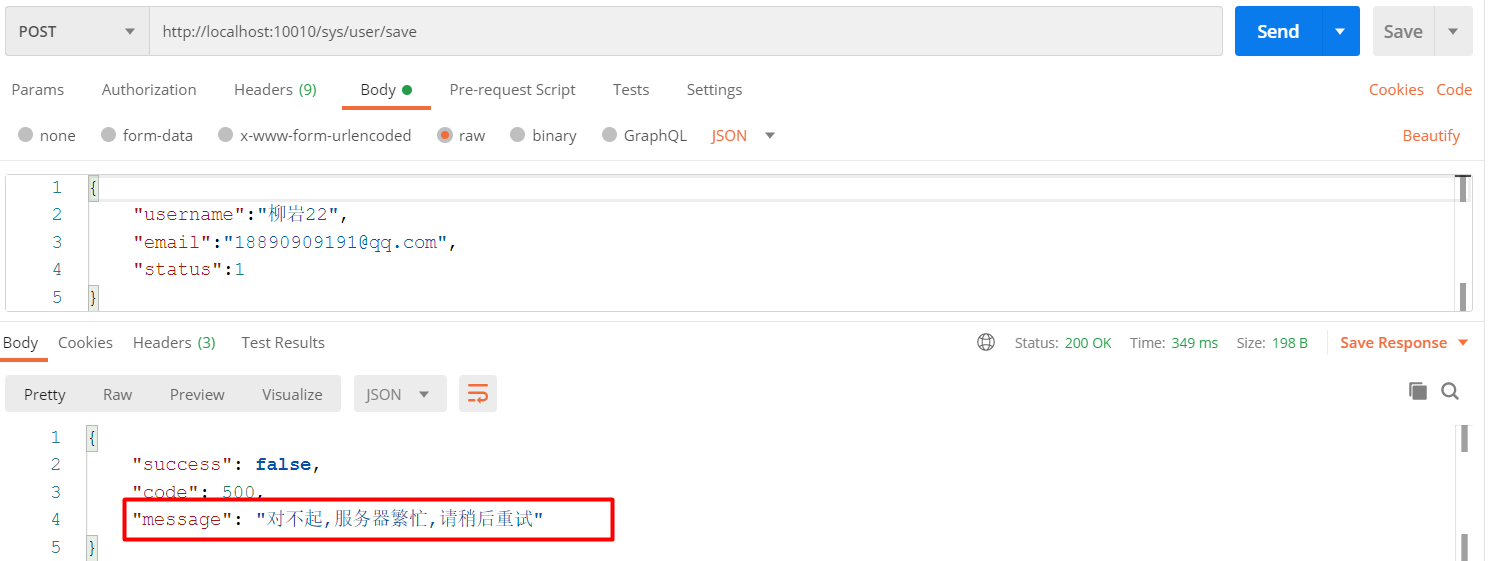 POST http://localhost:10010/sys/user/save Send Save
Params Authorization Headers (9) Body Pre-request Script Tests Settings Cookies Code
none form-data x-www-form-urlencoded raw binary GraphQL JSON Beautify
1 {
2 "username":"柳岩22",
3 "email":"18890909191@qq.com",
4 "status":1
5 }
Body Cookies Headers (3) Test Results Status: 200 OK Time: 349 ms Size: 198 B Save Response
Pretty Raw Preview Visualize JSON
1 {
2 "success": false,
3 "code": 500,
4 "message": "对不起,服务器繁忙,请稍后重试"
5 }